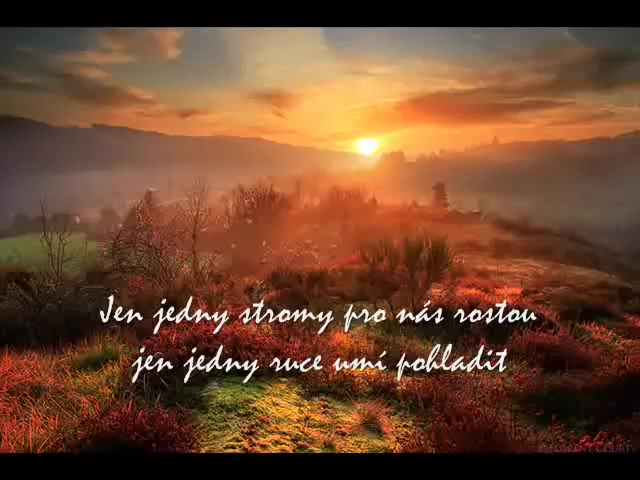 Jen jedny stromy pro nás rostou
jen jedny ruce umí pohladit